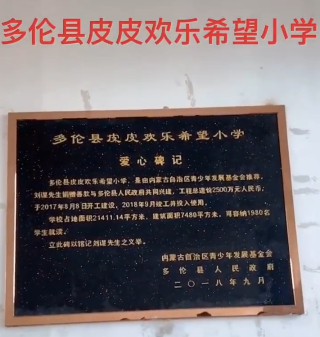 多伦县皮皮欢乐希望小学
多伦县皮皮欢乐希望小学
爱心碑记
多伦县皮皮欢乐希望小学，是由内蒙古自治区青少年发展基金会推荐，
刘谋先生捐赠善款与多伦县人民政府共同兴建，工程总造价2500万元人民币，
于2017年8月8日开工建设，2018年9月竣工并投入使用。
学校占地面积21411.14平方米，建筑面积7480平方米，可容纳1980名
学生就读。
立此碑以铭记刘谋先生之义举。
内蒙古自治区青少年发展基金会
多伦县人民政府
二〇一八年九月